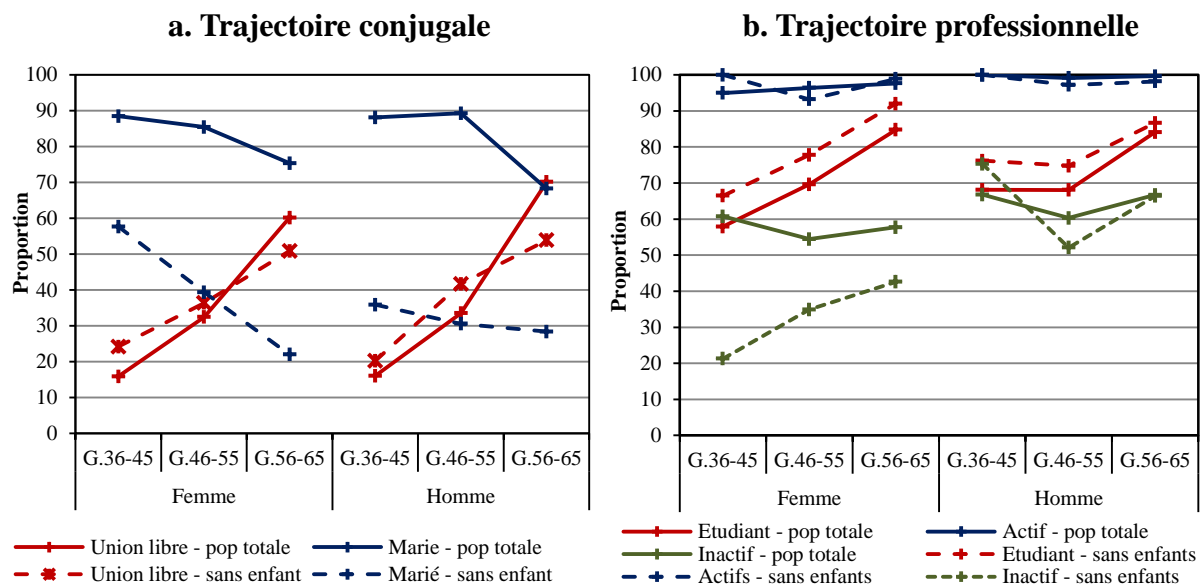 a. Trajectoire conjugale
100
90
80
70
60
50
40
30
20
10
0
Proportion
G.36-45 G.46-55 G.56-65 G.36-45 G.46-55 G.56-65
Femme Homme
Union libre - pop totale Marie - pop totale
Union libre - sans enfant Marié - sans enfant
b. Trajectoire professionnelle
100
90
80
70
60
50
40
30
20
10
0
Proportion
G.36-45 G.46-55 G.56-65 G.36-45 G.46-55 G.56-65
Femme Homme
Etudiant - pop totale Actif - pop totale
Inactif - pop totale Etudiant - sans enfants
Actifs - sans enfants Inactif - sans enfants